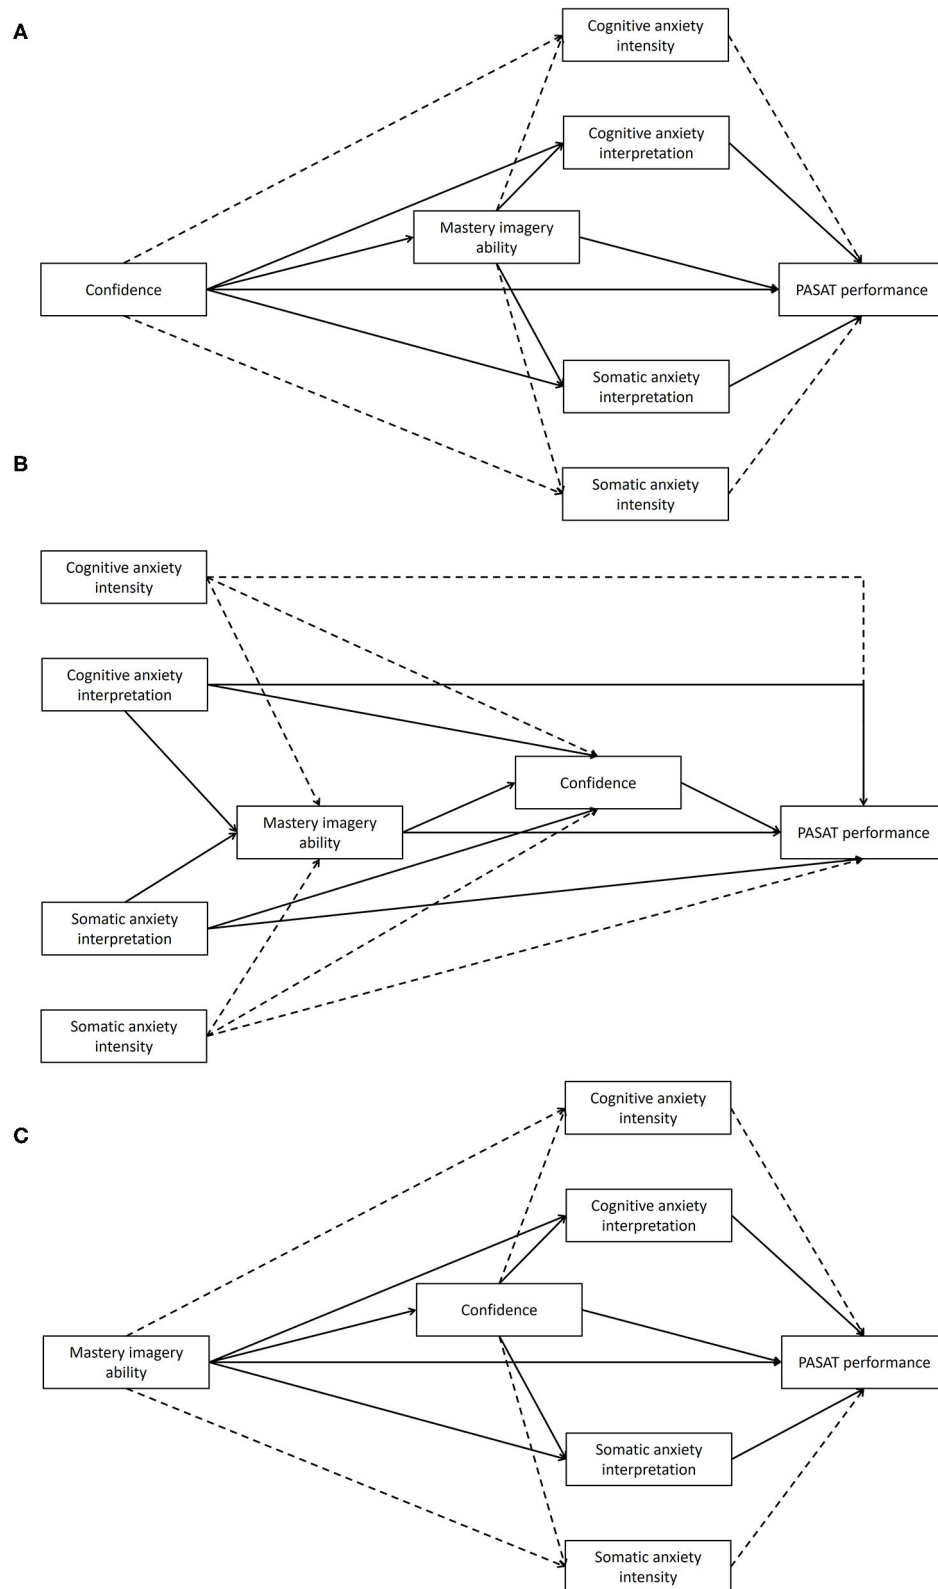 A
Cognitive anxiety
intensity
Cognitive anxiety
interpretation
Mastery imagery
ability
Confidence
PASAT performance
Somatic anxiety
interpretation
Somatic anxiety
intensity
B
Cognitive anxiety
intensity
Cognitive anxiety
interpretation
Confidence
Mastery imagery
ability
PASAT performance
Somatic anxiety
interpretation
Somatic anxiety
intensity
C
Cognitive anxiety
intensity
Cognitive anxiety
interpretation
Confidence
Mastery imagery
ability
PASAT performance
Somatic anxiety
interpretation
Somatic anxiety
intensity